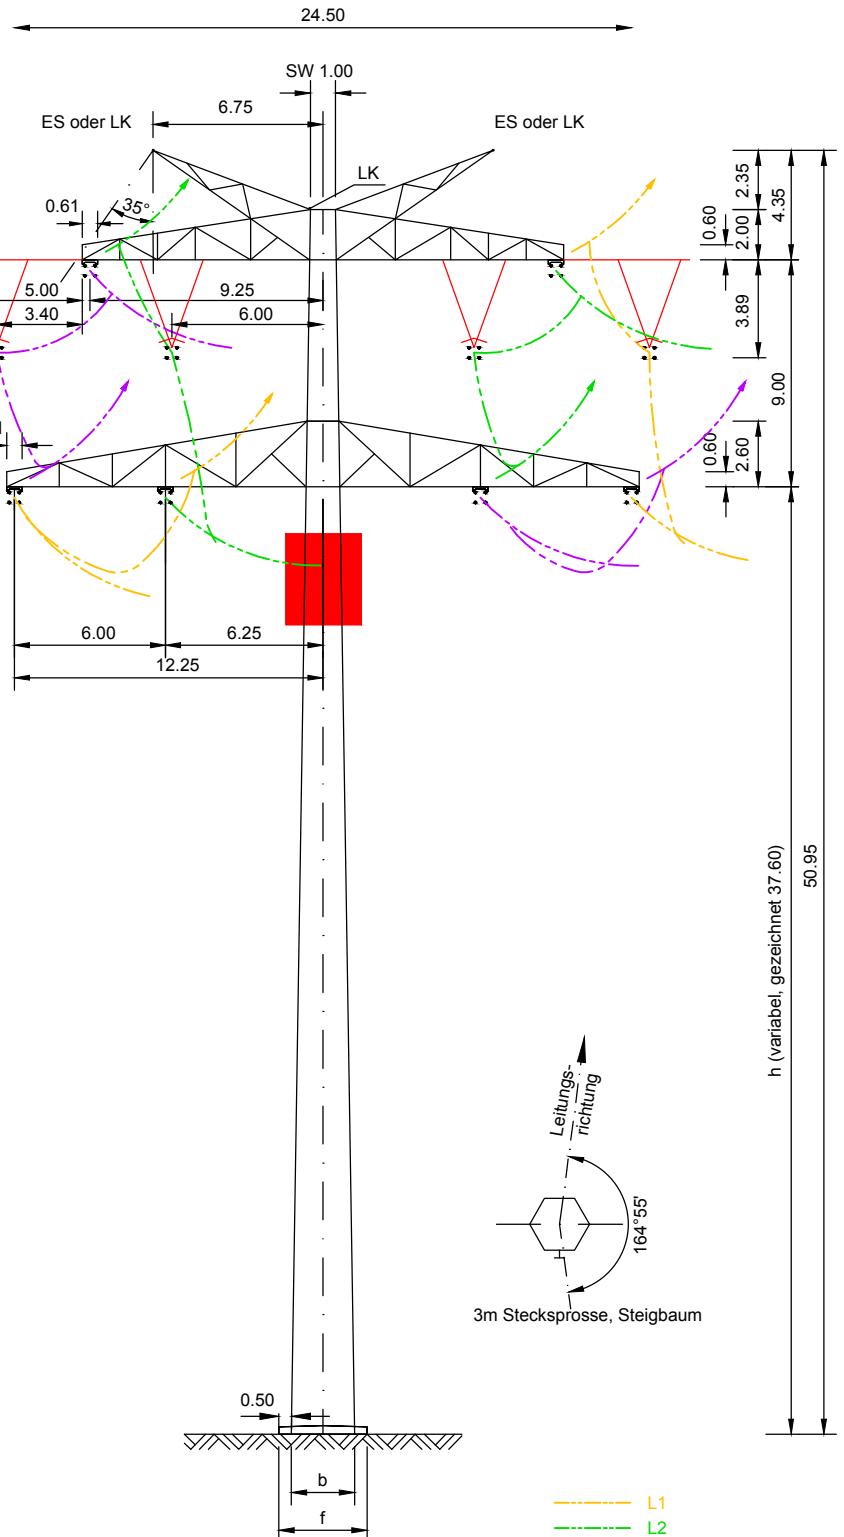 24.50
SW 1.00
6.75
ES oder LK
ES oder LK
LK
2.35
4.35
0.61
35°
0.60
2.00
5.00
9.25
3.40
6.00
3.89
9.00
0.60
2.60
6.00
6.25
12.25
h (variabel, gezeichnet 37.60)
50.95
Leitungs-
richtung
164°55'
3m Stecksprosse, Steigbaum
0.50
b
f
L1
L2